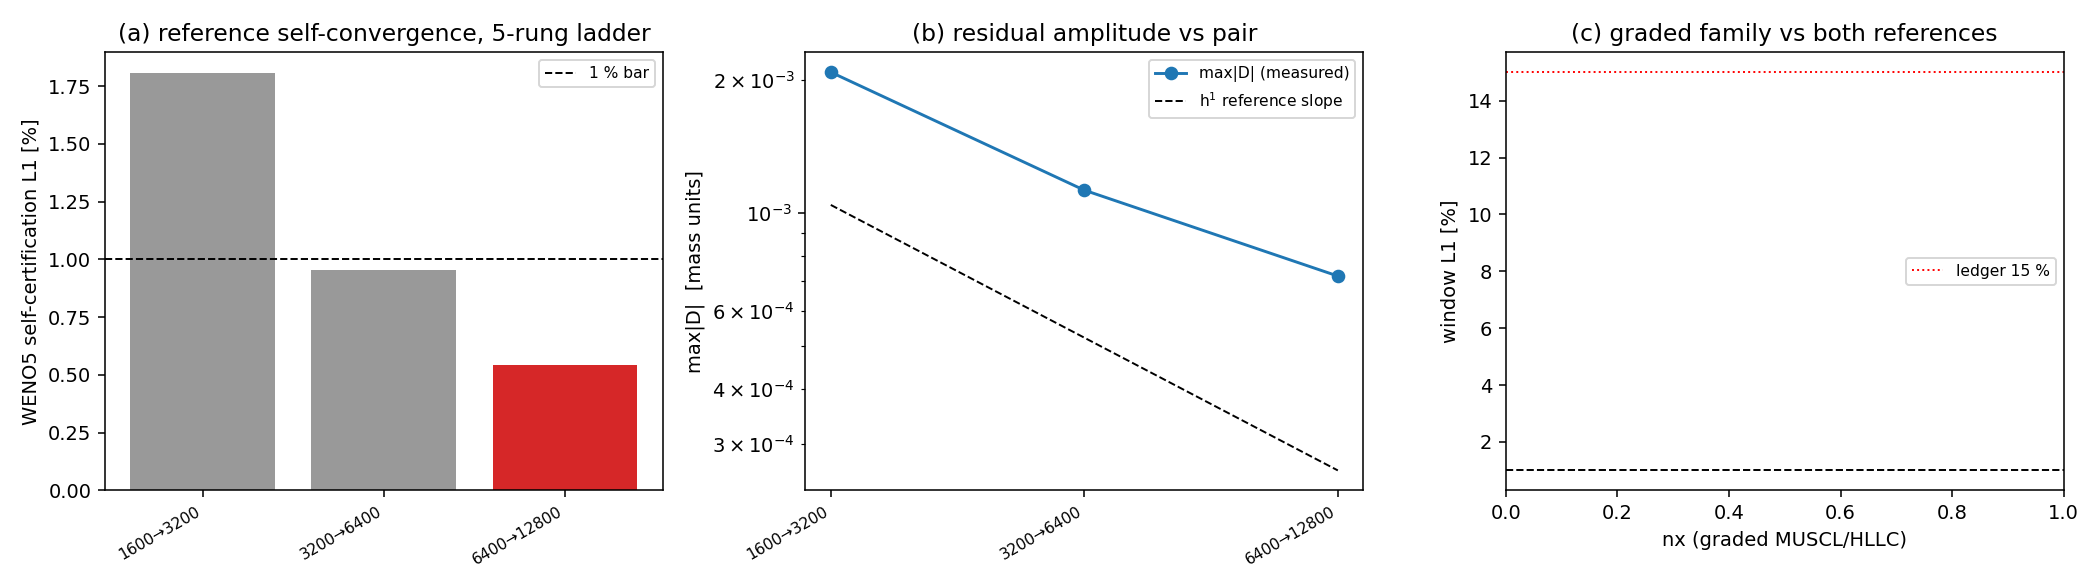 (a) reference self-convergence, 5-rung ladder
WENO5 self-certification L1 [%]
1.75
1.50
1.25
1.00
0.75
0.50
0.25
0.00
1 % bar
1600→3200
3200→6400
6400→12800
(b) residual amplitude vs pair
max|D| [mass units]
2 × 10⁻³
10⁻³
6 × 10⁻⁴
4 × 10⁻⁴
3 × 10⁻⁴
max|D| (measured)
h¹ reference slope
1600→3200
3200→6400
6400→12800
(c) graded family vs both references
window L1 [%]
14
12
10
8
6
4
2
ledger 15 %
0.0 0.2 0.4 0.6 0.8 1.0
nx (graded MUSCL/HLLC)